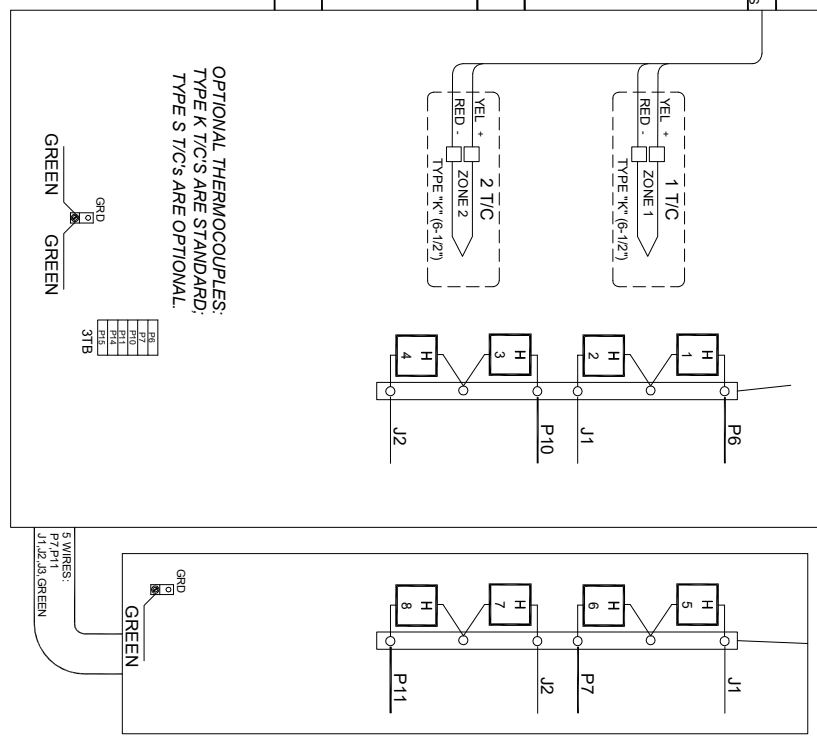 S
1 T/C
YEL +
RED -
ZONE 1
TYPE "K" (6-1/2")
2 T/C
YEL +
RED -
ZONE 2
TYPE "K" (6-1/2")
OPTIONAL THERMOCOUPLES:
TYPE K T/C'S ARE STANDARD;
TYPE S T/C's ARE OPTIONAL.
GRD
GREEN
GREEN
P6
P7
P10
P11
P14
P15
3TB
H
1
H
2
H
3
H
4
P6
J1
P10
J2
5 WIRES:
P7,P11
J1,J2,J3,GREEN
GRD
GREEN
H
5
H
6
H
7
H
8
J1
P7
J2
P11